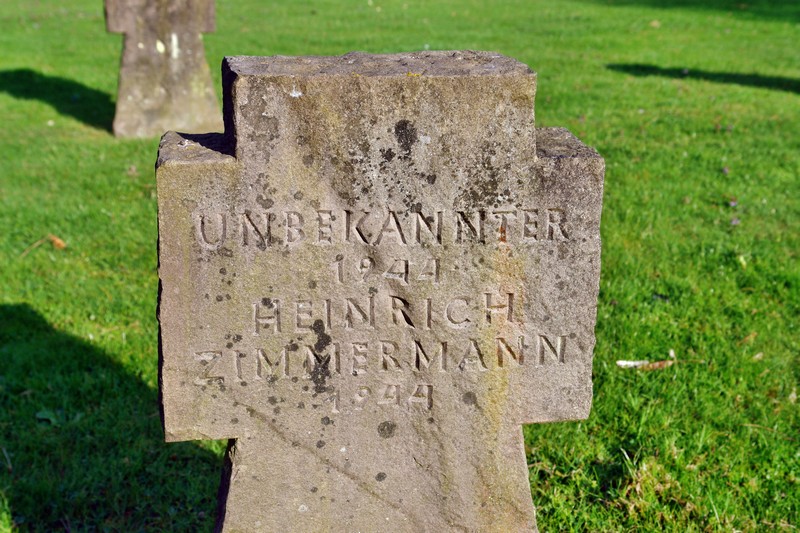 UNBEKANNTER
1944
HEINRICH
ZIMMERMANN
1944